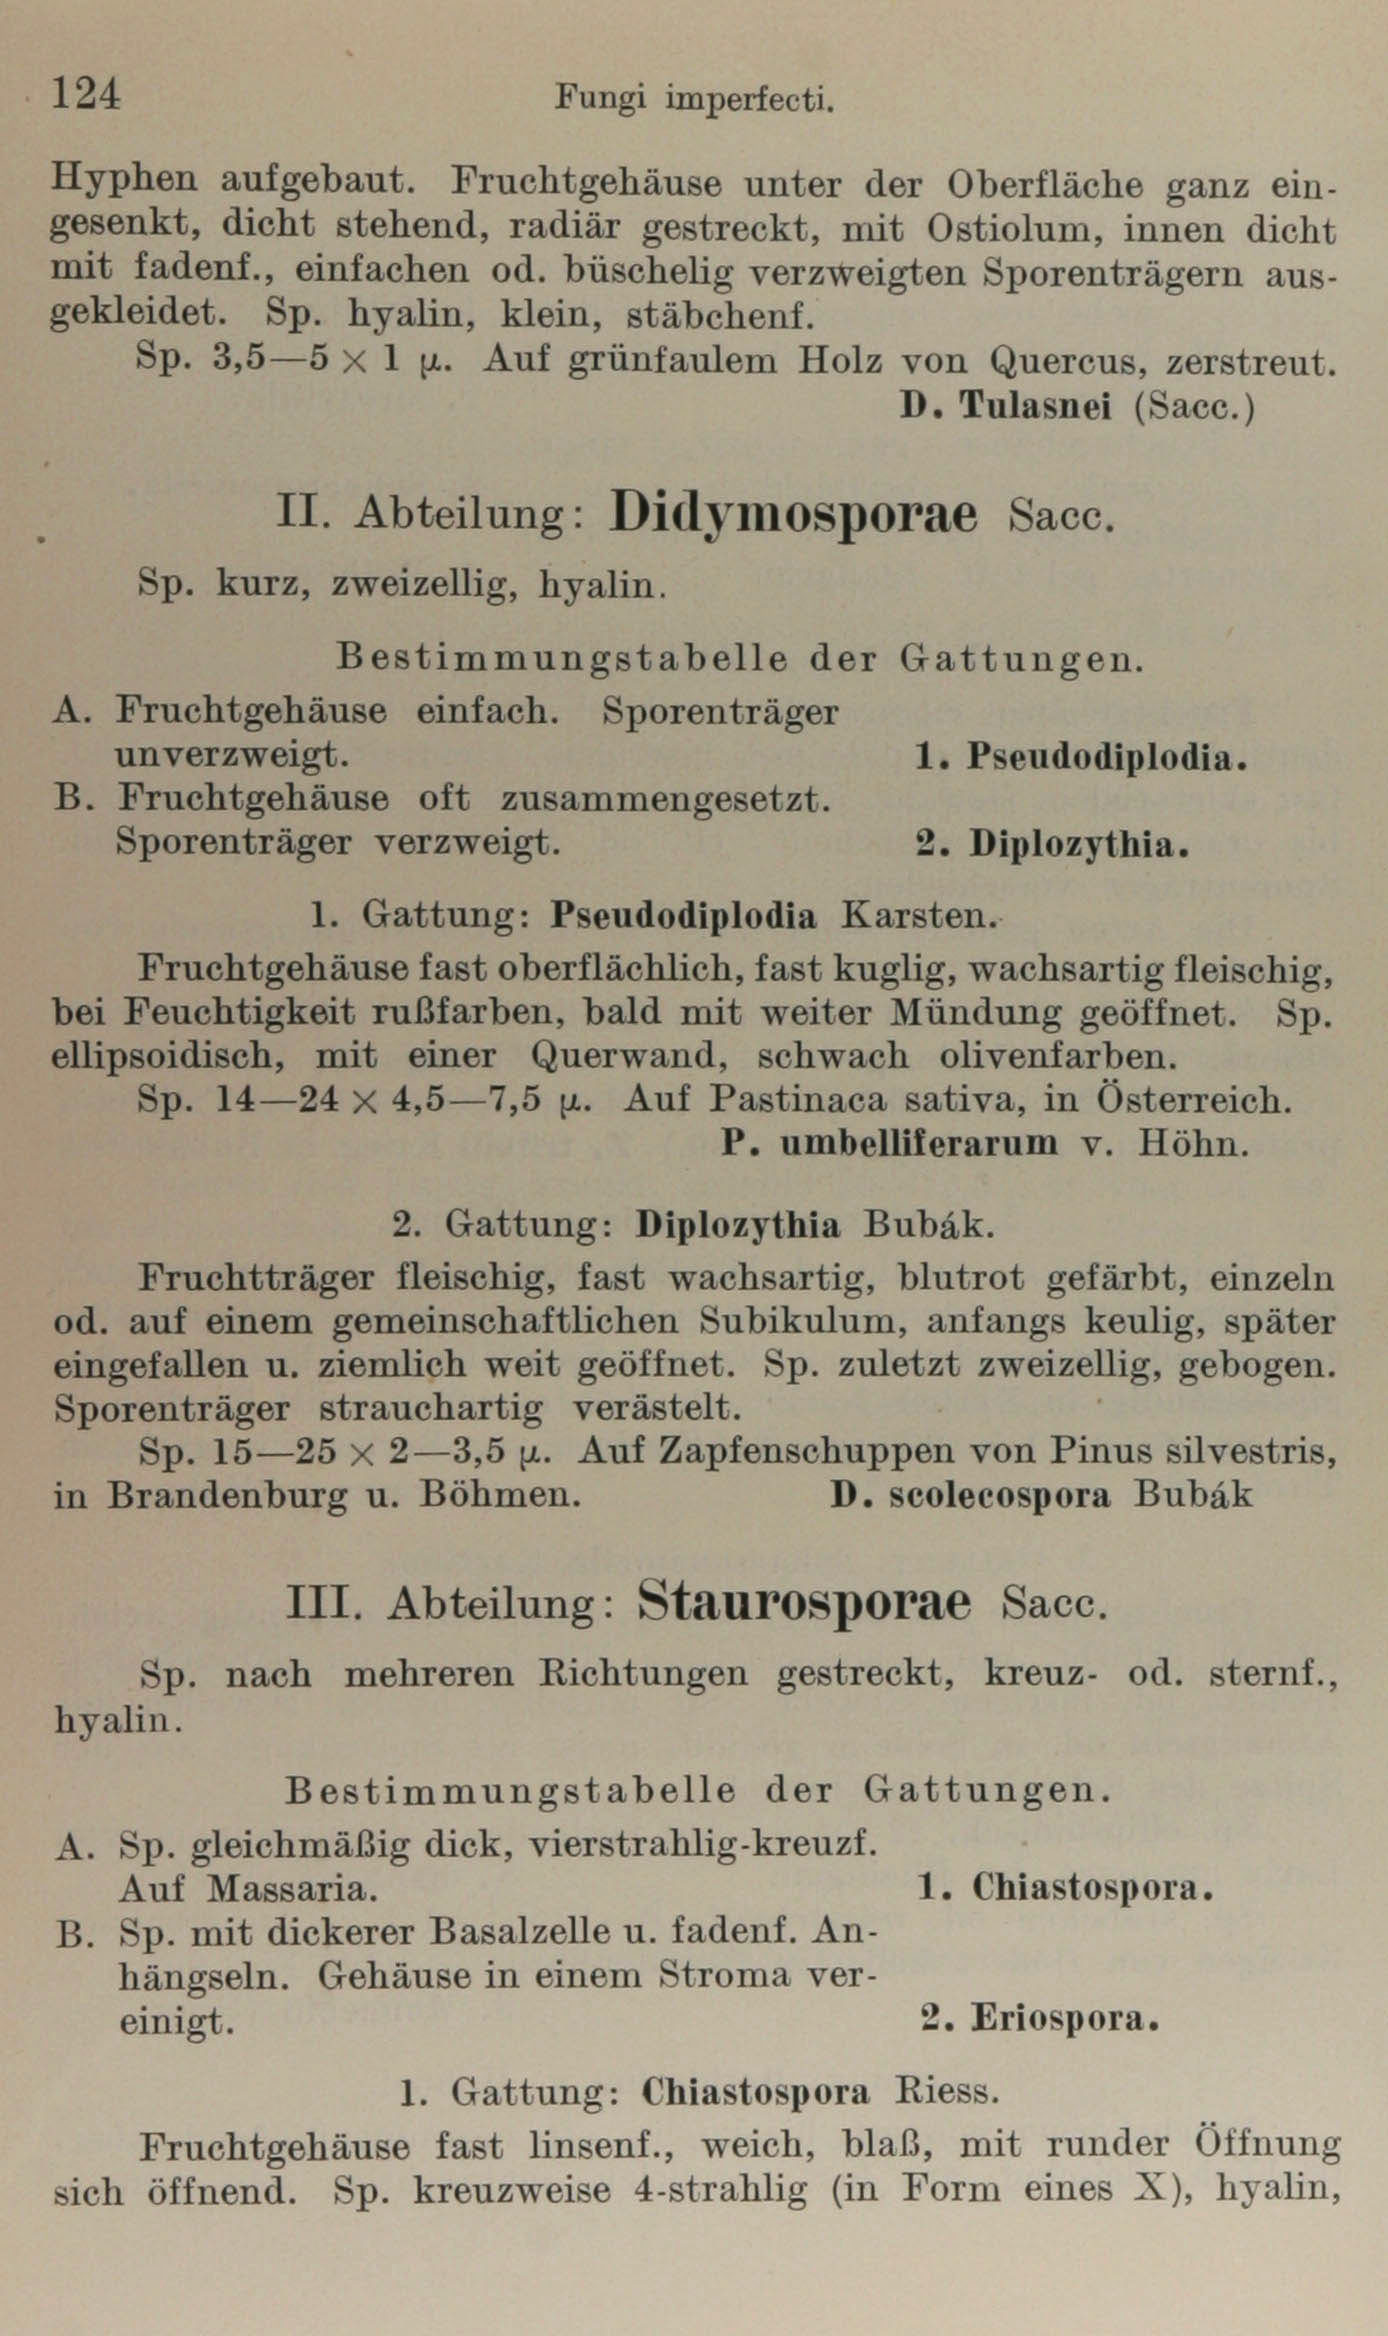 124
Fungi imperfecti.
Hyphen aufgebaut. Fruchtgehäuse unter der Oberfläche ganz ein-
gesenkt, dicht stehend, radiär gestreckt, mit Ostiolum, innen dicht
mit fadenf., einfachen od. büschelig verzweigten Sporenträgern aus-
gekleidet. Sp. hyalin, klein, stäbchenf.
Sp. 3,5—5 × 1 μ. Auf grünfaulem Holz von Quercus, zerstreut.
D. Tulasnei (Sacc.)
II. Abteilung: Didymosporae Sacc.
Sp. kurz, zweizellig, hyalin.
Bestimmungstabelle der Gattungen.
A. Fruchtgehäuse einfach. Sporenträger
unverzweigt. 1. Pseudodiplodia.
B. Fruchtgehäuse oft zusammengesetzt.
Sporenträger verzweigt. 2. Diplozythia.
1. Gattung: Pseudodiplodia Karsten.
Fruchtgehäuse fast oberflächlich, fast kuglig, wachsartig fleischig,
bei Feuchtigkeit rußfarben, bald mit weiter Mündung geöffnet. Sp.
ellipsoidisch, mit einer Querwand, schwach olivenfarben.
Sp. 14—24 × 4,5—7,5 μ. Auf Pastinaca sativa, in Österreich.
P. umbelliferarum v. Höhn.
2. Gattung: Diplozythia Bubák.
Fruchtträger fleischig, fast wachsartig, blutrot gefärbt, einzeln
od. auf einem gemeinschaftlichen Subikulum, anfangs keulig, später
eingefallen u. ziemlich weit geöffnet. Sp. zuletzt zweizellig, gebogen.
Sporenträger strauchartig verästelt.
Sp. 15—25 × 2—3,5 μ. Auf Zapfenschuppen von Pinus silvestris,
in Brandenburg u. Böhmen. D. scolecospora Bubák
III. Abteilung: Staurosporae Sacc.
Sp. nach mehreren Richtungen gestreckt, kreuz- od. sternf.,
hyalin.
Bestimmungstabelle der Gattungen.
A. Sp. gleichmäßig dick, vierstrahlig-kreuzf.
Auf Massaria. 1. Chiastospora.
B. Sp. mit dickerer Basalzelle u. fadenf. An-
hängseln. Gehäuse in einem Stroma ver-
einigt. 2. Eriospora.
1. Gattung: Chiastospora Riess.
Fruchtgehäuse fast linsenf., weich, blaß, mit runder Öffnung
sich öffnend. Sp. kreuzweise 4-strahlig (in Form eines X), hyalin,